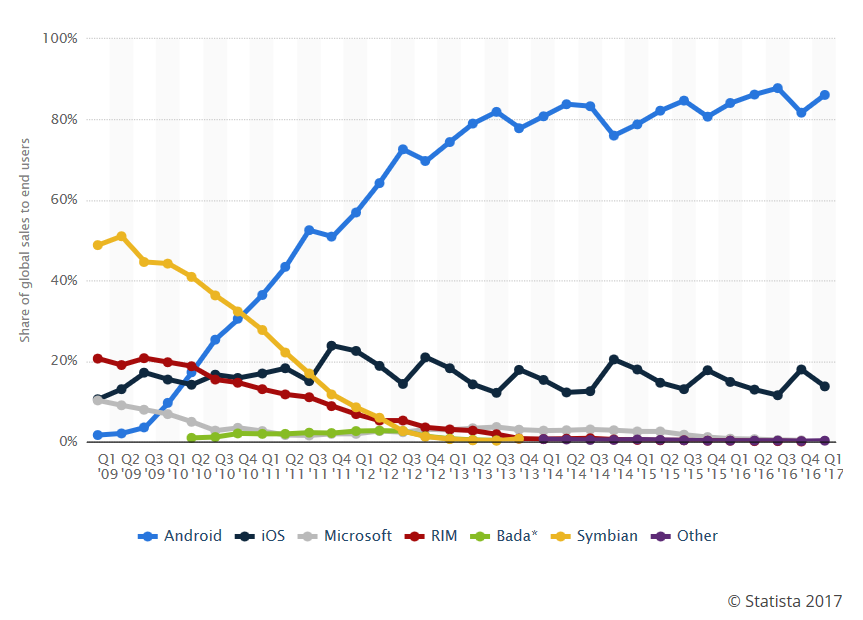 100%
80%
60%
40%
20%
0%
Share of global sales to end users
Q1 Q2 Q3 Q1 Q2 Q3 Q4 Q1 Q2 Q3 Q4 Q1 Q2 Q3 Q4 Q1 Q2 Q3 Q4 Q1 Q2 Q3 Q4 Q1 Q2 Q3 Q4 Q1 Q2 Q3 Q4 Q1
'09 '09 '09 '10 '10 '10 '10 '11 '11 '11 '11 '12 '12 '12 '12 '13 '13 '13 '13 '14 '14 '14 '14 '15 '15 '15 '15 '16 '16 '16 '16 '17
Android iOS Microsoft RIM Bada* Symbian Other
© Statista 2017